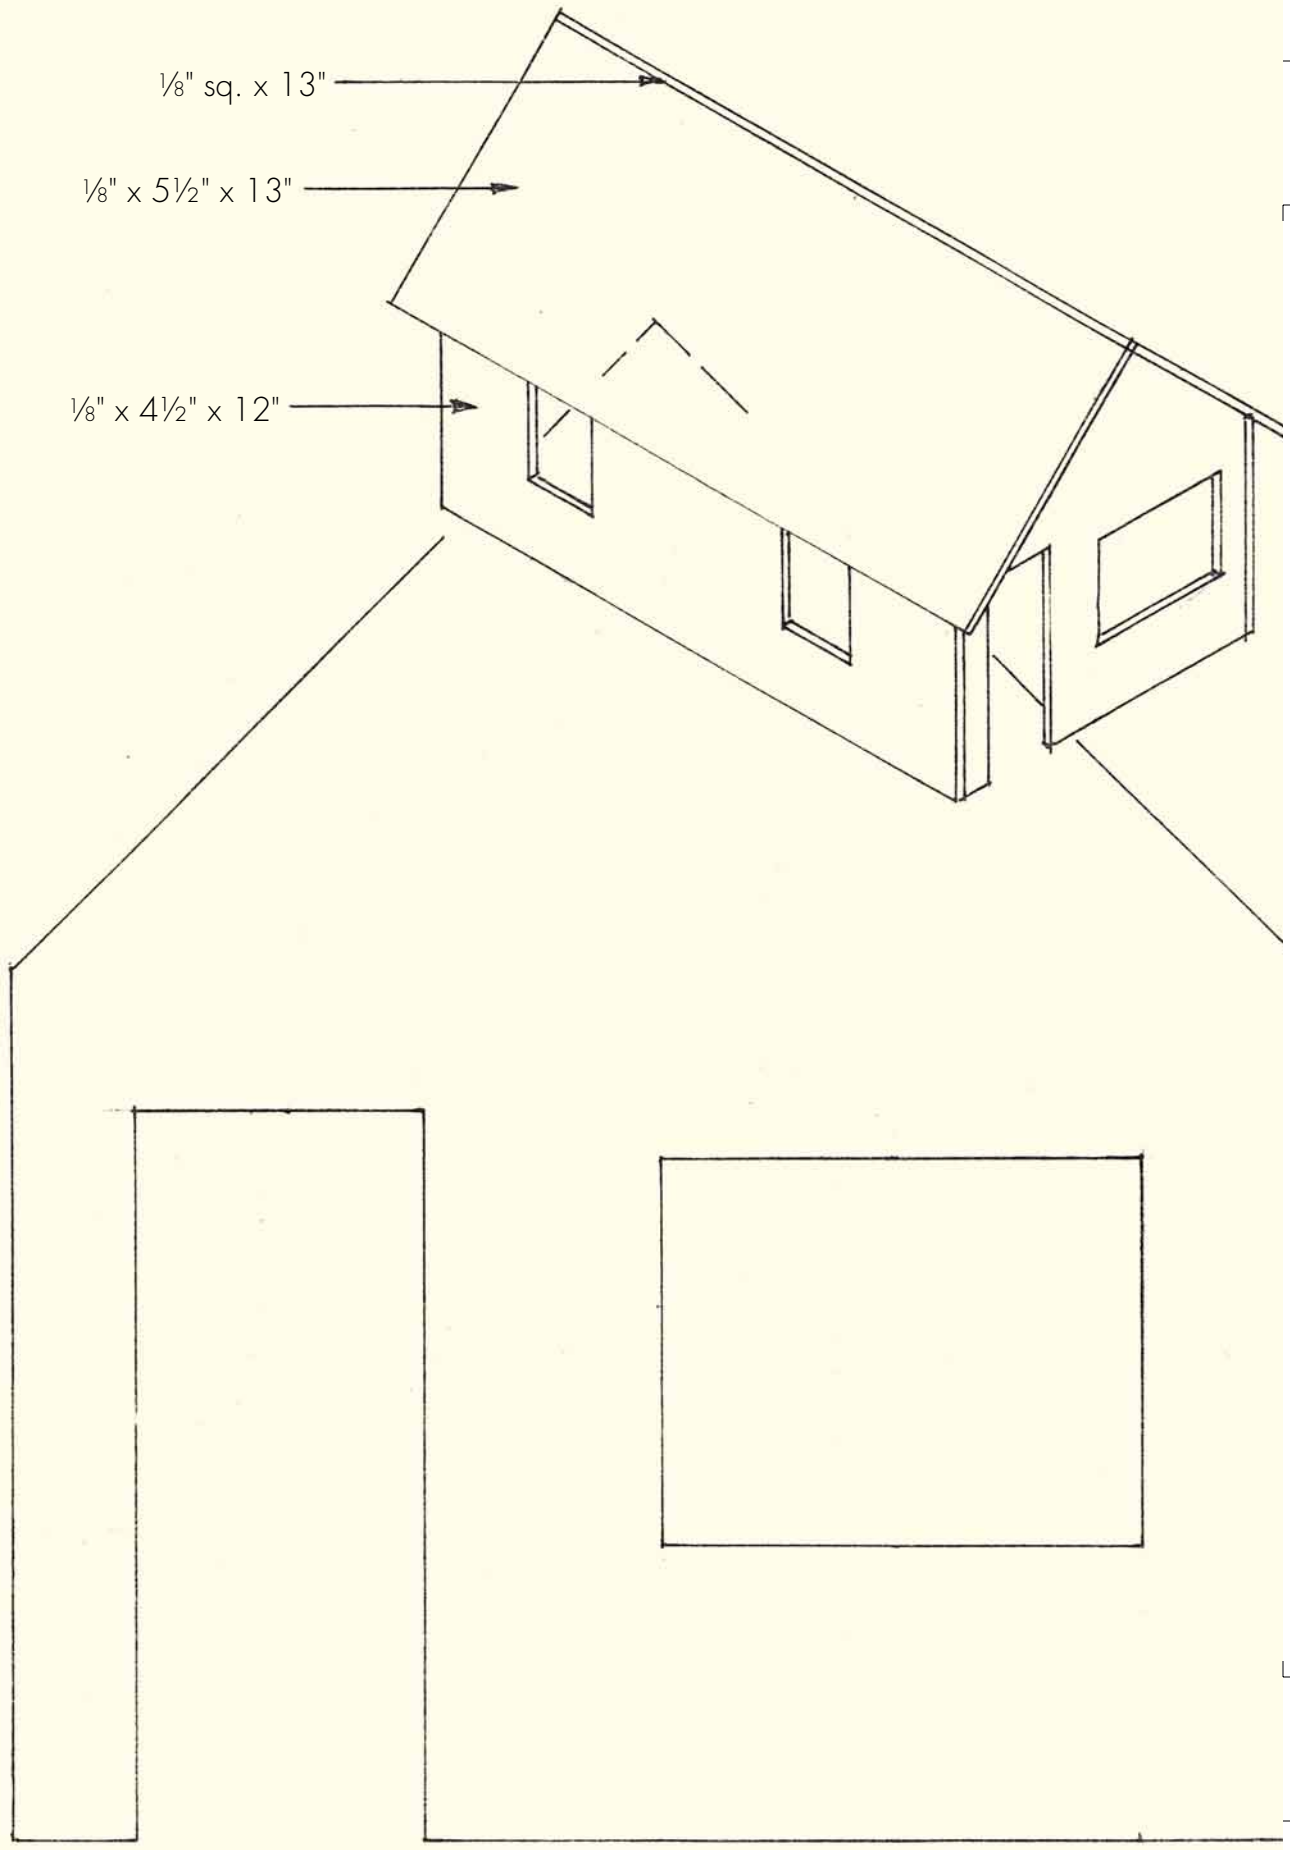 ⅛" sq. x 13"
⅛" x 5½" x 13"
⅛" x 4½" x 12"